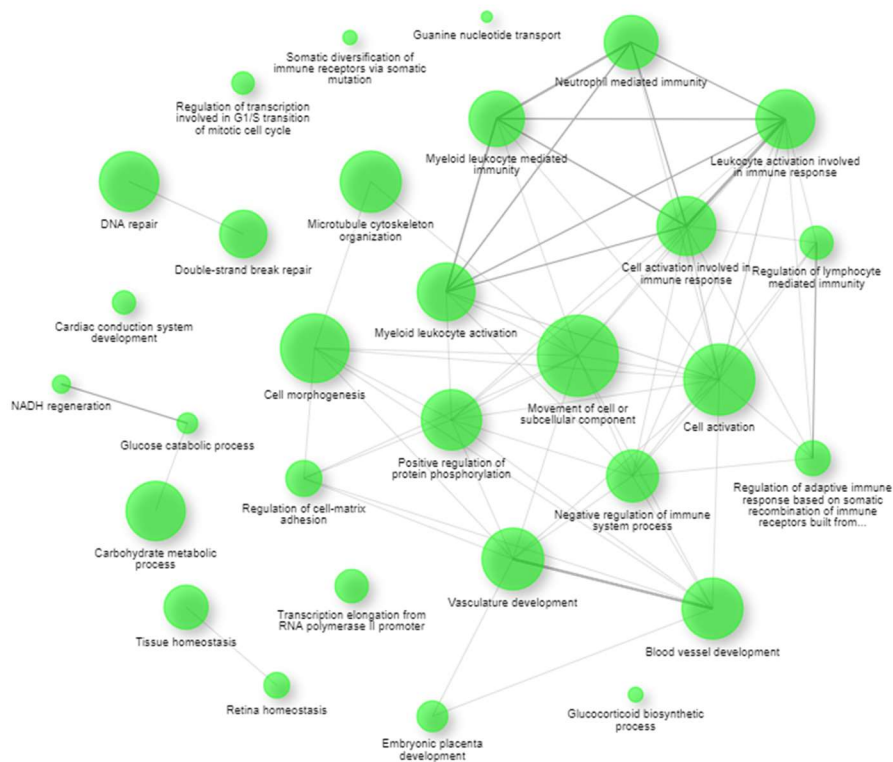 Guanine nucleotide transport
Somatic diversification of
immune receptors via somatic
mutation
Neutrophil mediated immunity
Regulation of transcription
involved in G1/S transition
of mitotic cell cycle
Myeloid leukocyte mediated
immunity
Leukocyte activation involved
in immune response
DNA repair
Microtubule cytoskeleton
organization
Double-strand break repair
Cell activation involved in
immune response
Regulation of lymphocyte
mediated immunity
Cardiac conduction system
development
Myeloid leukocyte activation
Cell morphogenesis
Movement of cell or
subcellular component
Cell activation
NADH regeneration
Glucose catabolic process
Positive regulation of
protein phosphorylation
Regulation of cell-matrix
adhesion
Negative regulation of immune
system process
Regulation of adaptive immune
response based on somatic
recombination of immune
receptors built from...
Carbohydrate metabolic
process
Vasculature development
Transcription elongation from
RNA polymerase II promoter
Tissue homeostasis
Blood vessel development
Retina homeostasis
Glucocorticoid biosynthetic
process
Embryonic placenta
development